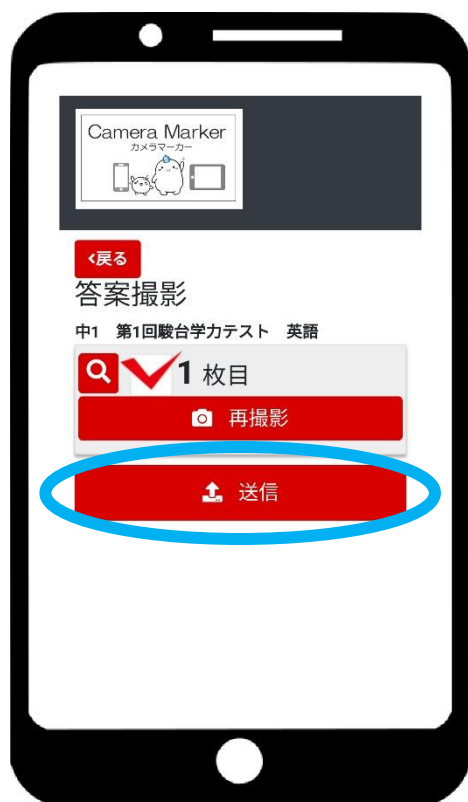 Camera Marker
カメラマーカー
<戻る
答案撮影
中1 第1回駿台学力テスト 英語
1 枚目
再撮影
送信